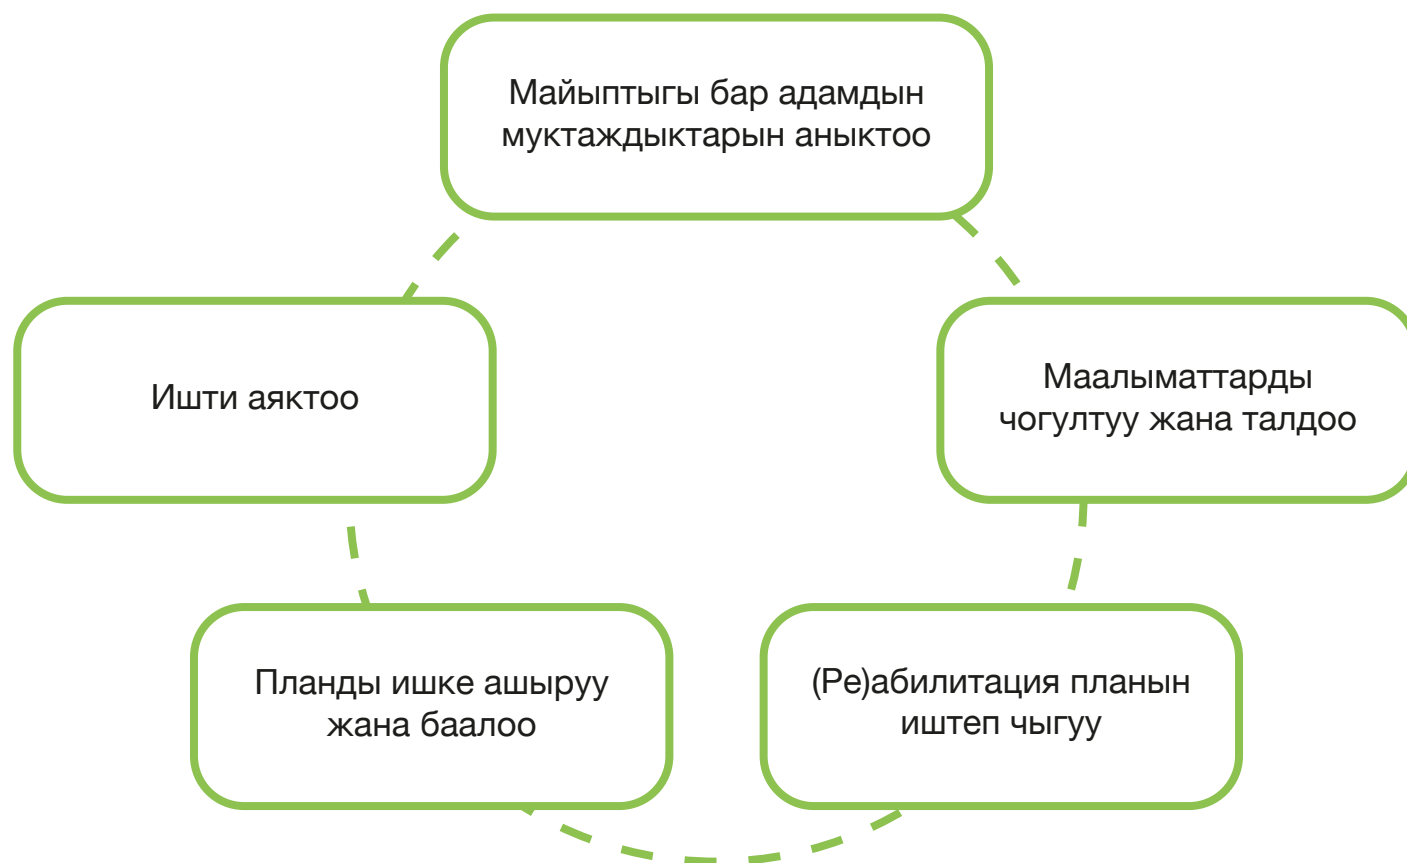 Майыптыгы бар адамдын
муктаждыктарын аныктоо
Ишти аяктоо
Маалыматтарды
чогултуу жана талдоо
Планды ишке ашыруу
жана баалоо
(Ре)абилитация планын
иштеп чыгуу